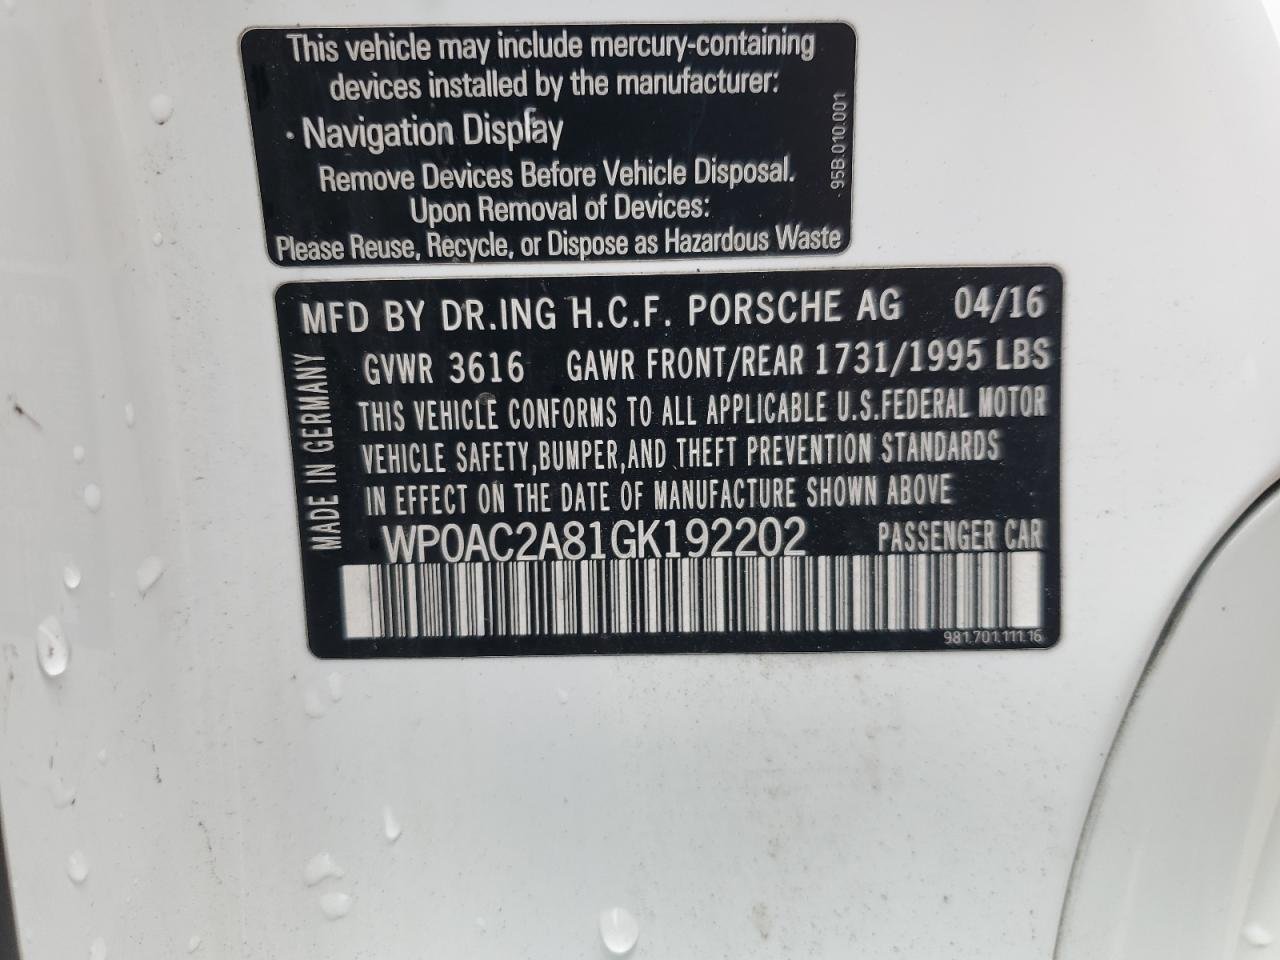 This vehicle may include mercury-containing
devices installed by the manufacturer:
· Navigation Display
Remove Devices Before Vehicle Disposal.
Upon Removal of Devices:
Please Reuse, Recycle, or Dispose as Hazardous Waste
95B.010.001
MFD BY DR.ING H.C.F. PORSCHE AG 04/16
GVWR 3616 GAWR FRONT/REAR 1731/1995 LBS
THIS VEHICLE CONFORMS TO ALL APPLICABLE U.S.FEDERAL MOTOR
VEHICLE SAFETY,BUMPER,AND THEFT PREVENTION STANDARDS
IN EFFECT ON THE DATE OF MANUFACTURE SHOWN ABOVE
WP0AC2A81GK192202 PASSENGER CAR
MADE IN GERMANY
981.701.111.16